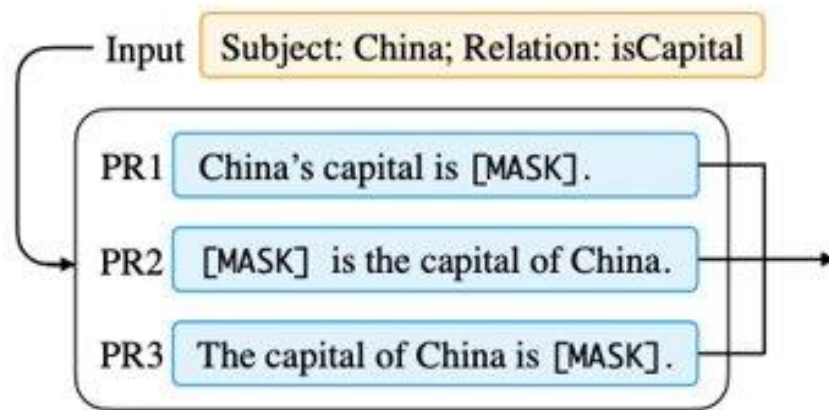 Input Subject: China; Relation: isCapital
PR1 China's capital is [MASK].
PR2 [MASK] is the capital of China.
PR3 The capital of China is [MASK].